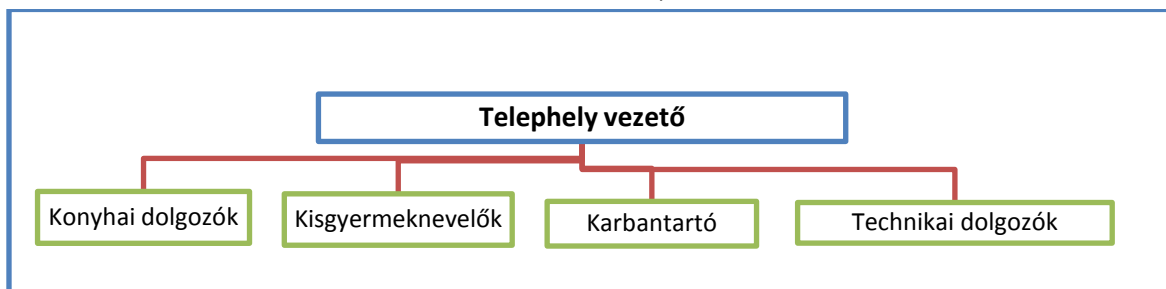 Telephely vezető
Konyhai dolgozók
Kisgyermeknevelők
Karbantartó
Technikai dolgozók